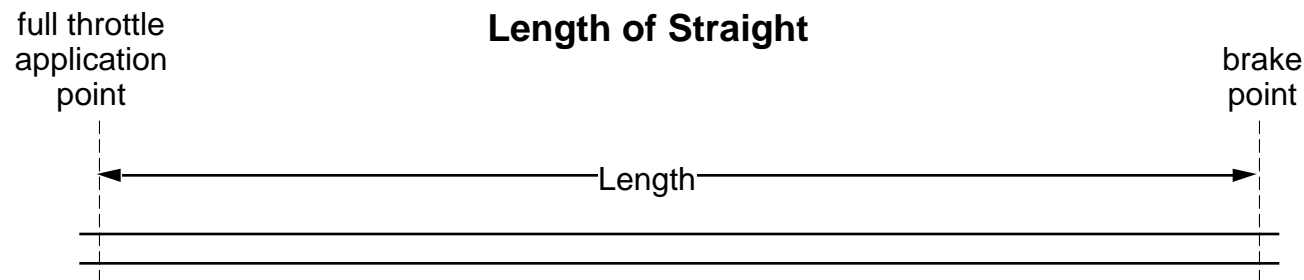 Length of Straight
full throttle
application
point
brake
point
Length